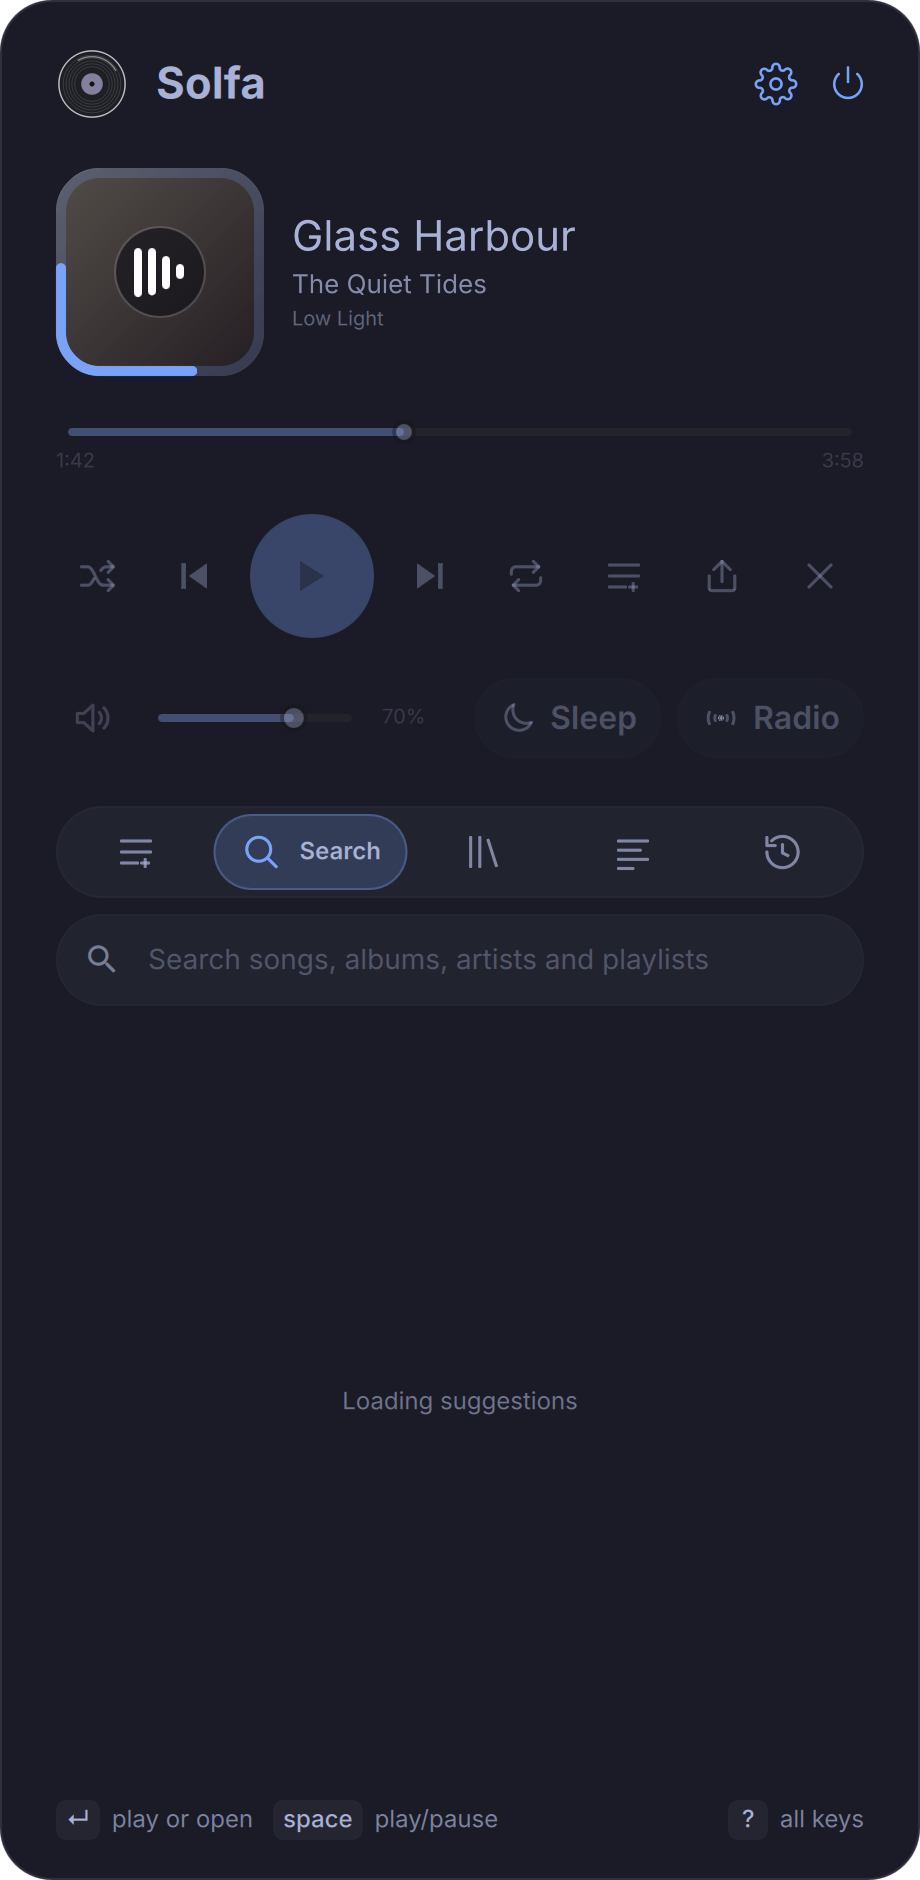 Solfa
Glass Harbour
The Quiet Tides
Low Light
1:42
3:58
70%
Sleep
Radio
Search
Search songs, albums, artists and playlists
Loading suggestions
play or open
space
play/pause
?
all keys